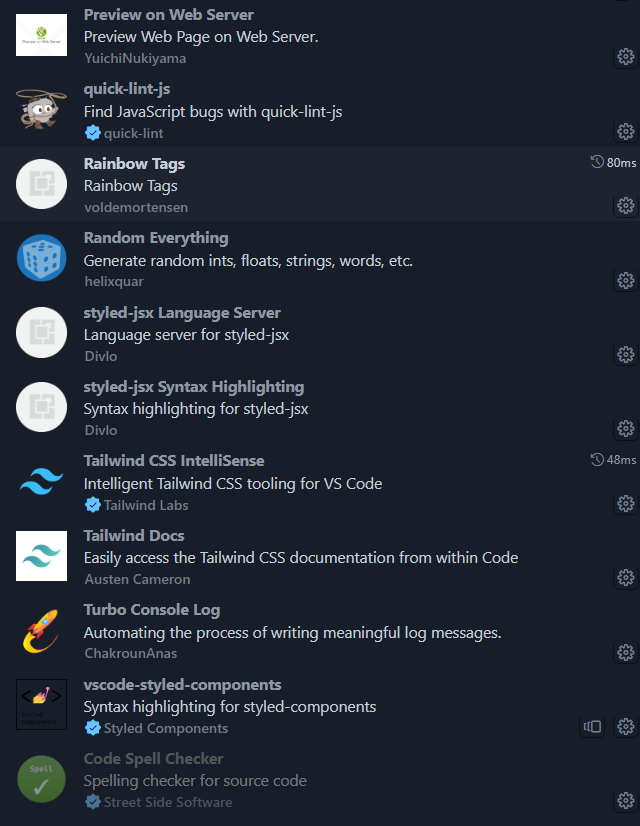 Preview on Web Server
Preview on Web Server
Preview Web Page on Web Server.
YuichiNukiyama
quick-lint-js
Find JavaScript bugs with quick-lint-js
quick-lint
Rainbow Tags
80ms
Rainbow Tags
voldemortensen
Random Everything
Generate random ints, floats, strings, words, etc.
helixquar
styled-jsx Language Server
Language server for styled-jsx
Divlo
styled-jsx Syntax Highlighting
Syntax highlighting for styled-jsx
Divlo
Tailwind CSS IntelliSense
48ms
Intelligent Tailwind CSS tooling for VS Code
Tailwind Labs
Tailwind Docs
Easily access the Tailwind CSS documentation from within Code
Austen Cameron
Turbo Console Log
Automating the process of writing meaningful log messages.
ChakrounAnas
vscode-styled-components
Syntax highlighting for styled-components
Styled Components
Code Spell Checker
Spell
Spelling checker for source code
Street Side Software